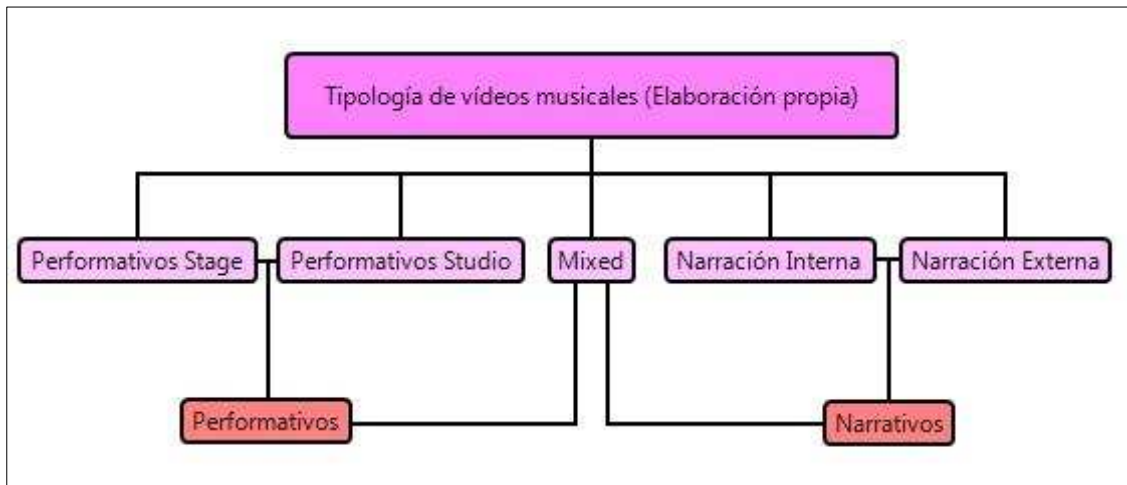 Tipología de vídeos musicales (Elaboración propia)
Performativos Stage
Performativos Studio
Mixed
Narración Interna
Narración Externa
Performativos
Narrativos